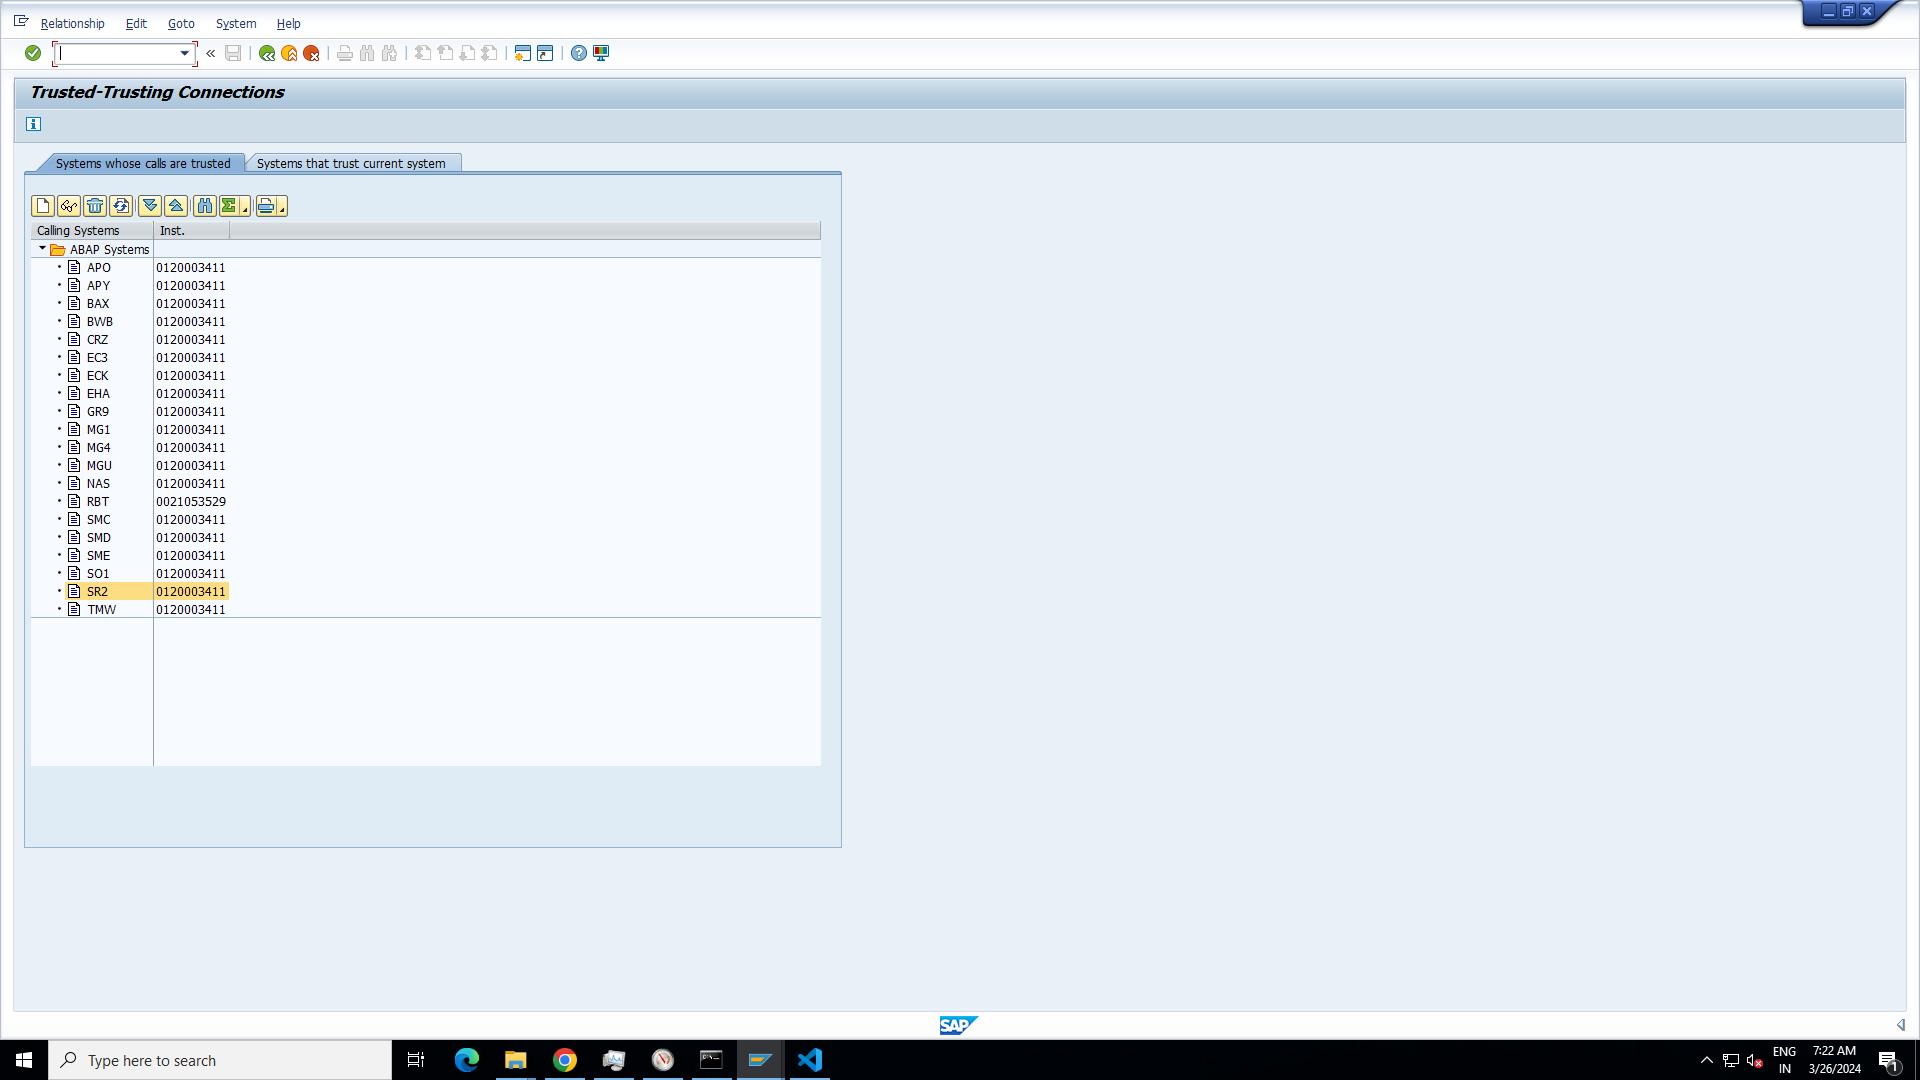 Relationship Edit Goto System Help
Trusted-Trusting Connections
Systems whose calls are trusted Systems that trust current system
Calling Systems Inst.
ABAP Systems
APO 0120003411
APY 0120003411
BAX 0120003411
BWB 0120003411
CRZ 0120003411
EC3 0120003411
ECK 0120003411
EHA 0120003411
GR9 0120003411
MG1 0120003411
MG4 0120003411
MGU 0120003411
NAS 0120003411
RBT 0021053529
SMC 0120003411
SMD 0120003411
SME 0120003411
SO1 0120003411
SR2 0120003411
TMW 0120003411
SAP
Type here to search
ENG
IN
7:22 AM
3/26/2024
1